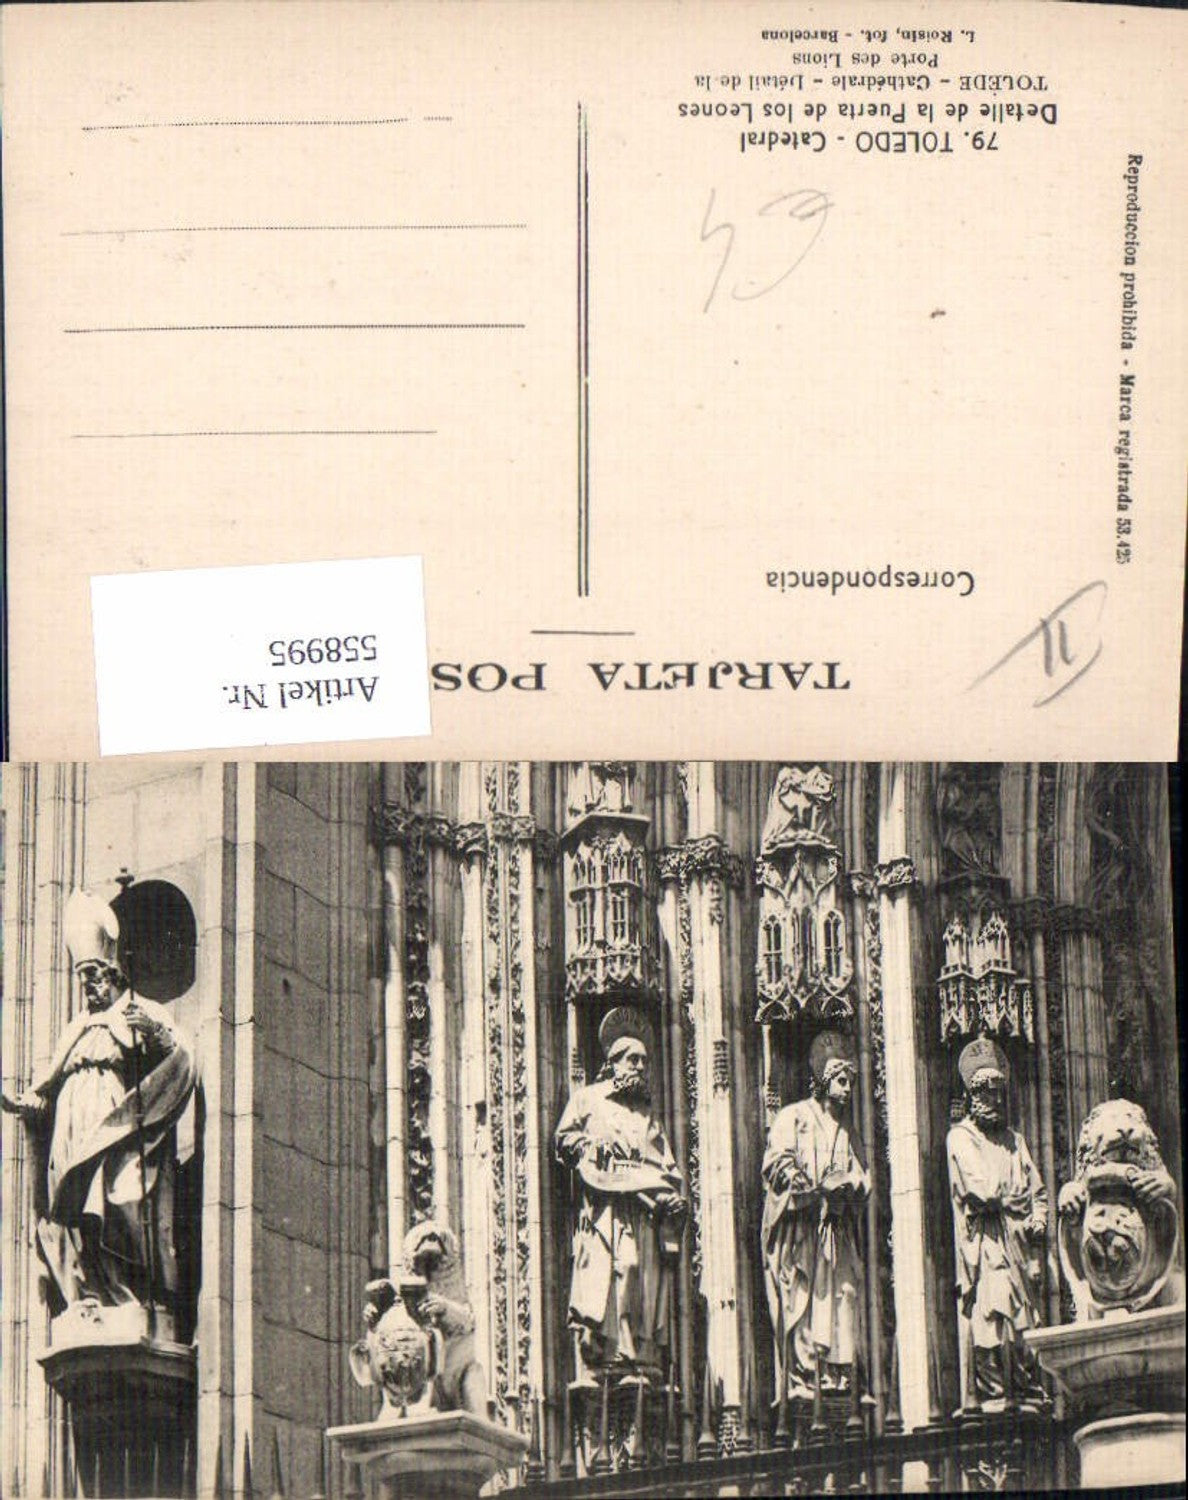 79. TOLEDO - Catedral
Detalle de la Puerta de los Leones
TOLÈDE - Cathédrale - Détail de la
Porte des Lions
L. Roisin, fot. - Barcelona
Reproduccion prohibida - Marca registrada 53.425
Correspondencia
TARJETA POS
Artikel Nr.
558995
II